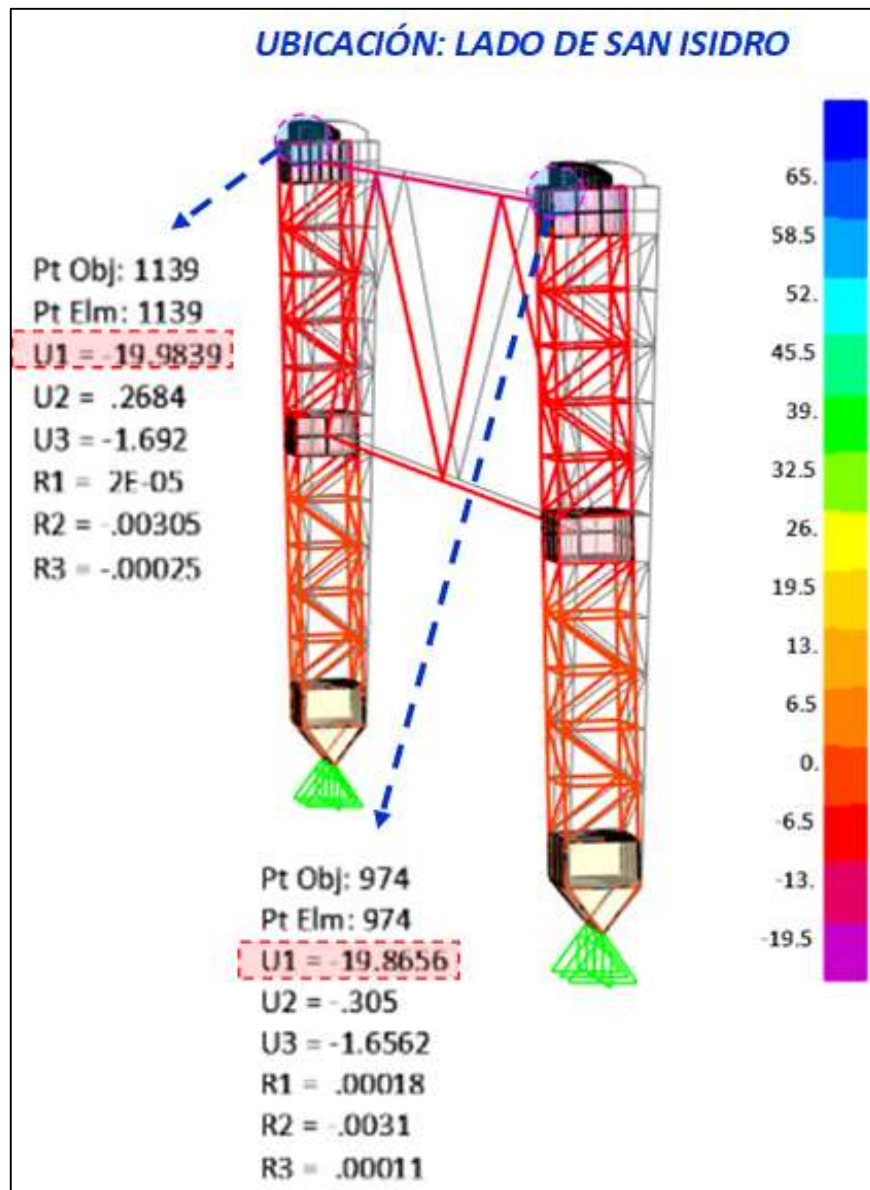 UBICACIÓN: LADO DE SAN ISIDRO
Pt Obj: 1139
Pt Elm: 1139
U1 = -19.9839
U2 = .2684
U3 = -1.692
R1 = 2E-05
R2 = -.00305
R3 = -.00025
65.
58.5
52.
45.5
39.
32.5
26.
19.5
13.
6.5
0.
-6.5
-13.
-19.5
Pt Obj: 974
Pt Elm: 974
U1 = -19.8656
U2 = -.305
U3 = -1.6562
R1 = .00018
R2 = -.0031
R3 = .00011